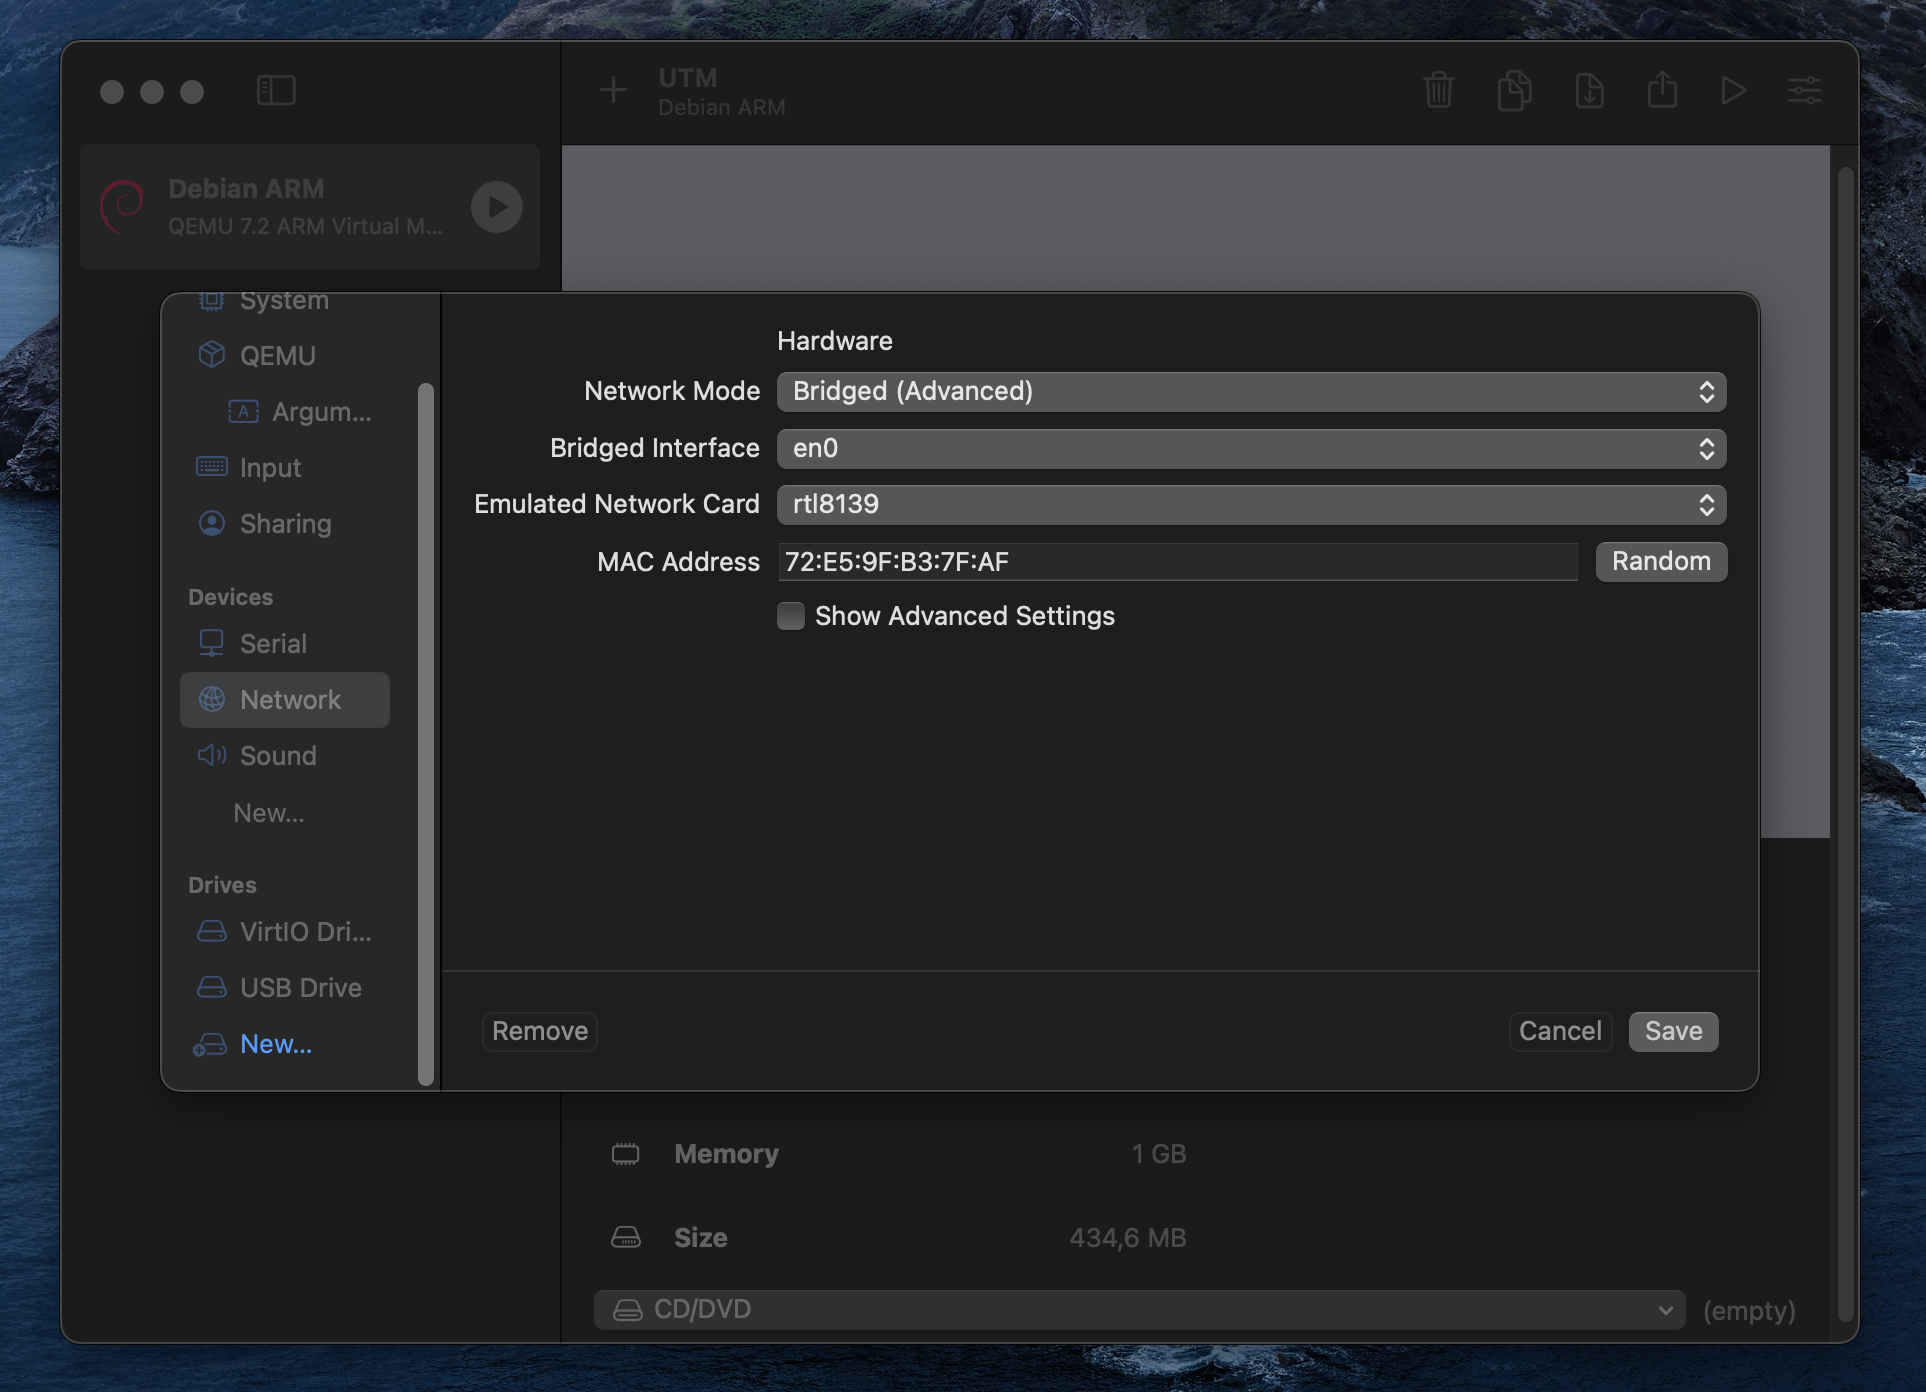 UTM
Debian ARM
Debian ARM
QEMU 7.2 ARM Virtual M...
System
QEMU
Argum...
Input
Sharing
Devices
Serial
Network
Sound
New...
Drives
VirtIO Dri...
USB Drive
New...
Hardware
Network Mode Bridged (Advanced)
Bridged Interface en0
Emulated Network Card rtl8139
MAC Address 72:E5:9F:B3:7F:AF Random
Show Advanced Settings
Remove Cancel Save
Memory 1 GB
Size 434,6 MB
CD/DVD (empty)